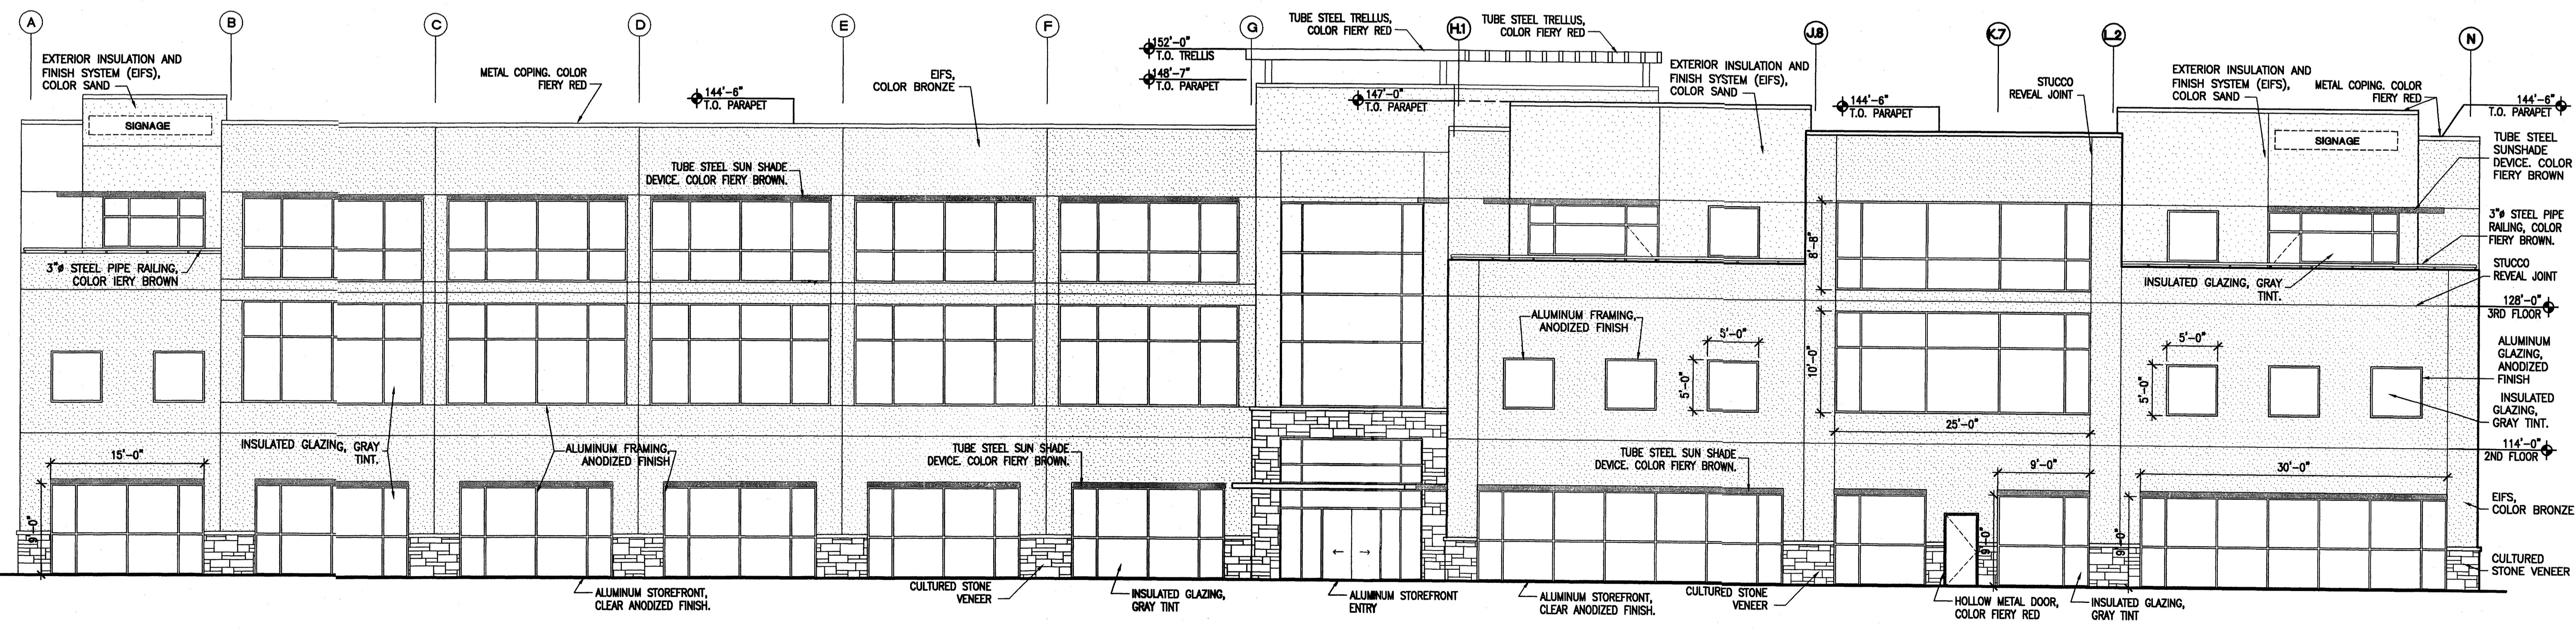 A
B
C
D
E
F
G
H.1
J.8
K.7
L.2
N
EXTERIOR INSULATION AND
FINISH SYSTEM (EIFS),
COLOR SAND
SIGNAGE
METAL COPING. COLOR
FIERY RED
144'-6"
T.O. PARAPET
EIFS,
COLOR BRONZE
152'-0"
T.O. TRELLIS
148'-7"
T.O. PARAPET
TUBE STEEL TRELLUS,
COLOR FIERY RED
TUBE STEEL TRELLUS,
COLOR FIERY RED
147'-0"
T.O. PARAPET
EXTERIOR INSULATION AND
FINISH SYSTEM (EIFS),
COLOR SAND
144'-6"
T.O. PARAPET
STUCCO
REVEAL JOINT
EXTERIOR INSULATION AND
FINISH SYSTEM (EIFS),
COLOR SAND
METAL COPING. COLOR
FIERY RED
144'-6"
T.O. PARAPET
SIGNAGE
TUBE STEEL
SUNSHADE
DEVICE. COLOR
FIERY BROWN
TUBE STEEL SUN SHADE
DEVICE. COLOR FIERY BROWN.
3"ø STEEL PIPE RAILING,
COLOR IERY BROWN
8'-8"
3"ø STEEL PIPE
RAILING, COLOR
FIERY BROWN.
STUCCO
REVEAL JOINT
INSULATED GLAZING, GRAY
TINT.
128'-0"
3RD FLOOR
ALUMINUM FRAMING,
ANODIZED FINISH
5'-0"
5'-0"
10'-0"
5'-0"
5'-0"
ALUMINUM
GLAZING,
ANODIZED
FINISH
INSULATED
GLAZING,
GRAY TINT.
25'-0"
114'-0"
2ND FLOOR
15'-0"
9'-0"
INSULATED GLAZING, GRAY
TINT.
ALUMINUM FRAMING,
ANODIZED FINISH
TUBE STEEL SUN SHADE
DEVICE. COLOR FIERY BROWN.
TUBE STEEL SUN SHADE
DEVICE. COLOR FIERY BROWN.
9'-0"
9'-0"
30'-0"
9'-0"
EIFS,
COLOR BRONZE
CULTURED
STONE VENEER
ALUMINUM STOREFRONT,
CLEAR ANODIZED FINISH.
CULTURED STONE
VENEER
INSULATED GLAZING,
GRAY TINT
ALUMINUM STOREFRONT
ENTRY
ALUMINUM STOREFRONT,
CLEAR ANODIZED FINISH.
CULTURED STONE
VENEER
HOLLOW METAL DOOR,
COLOR FIERY RED
INSULATED GLAZING,
GRAY TINT